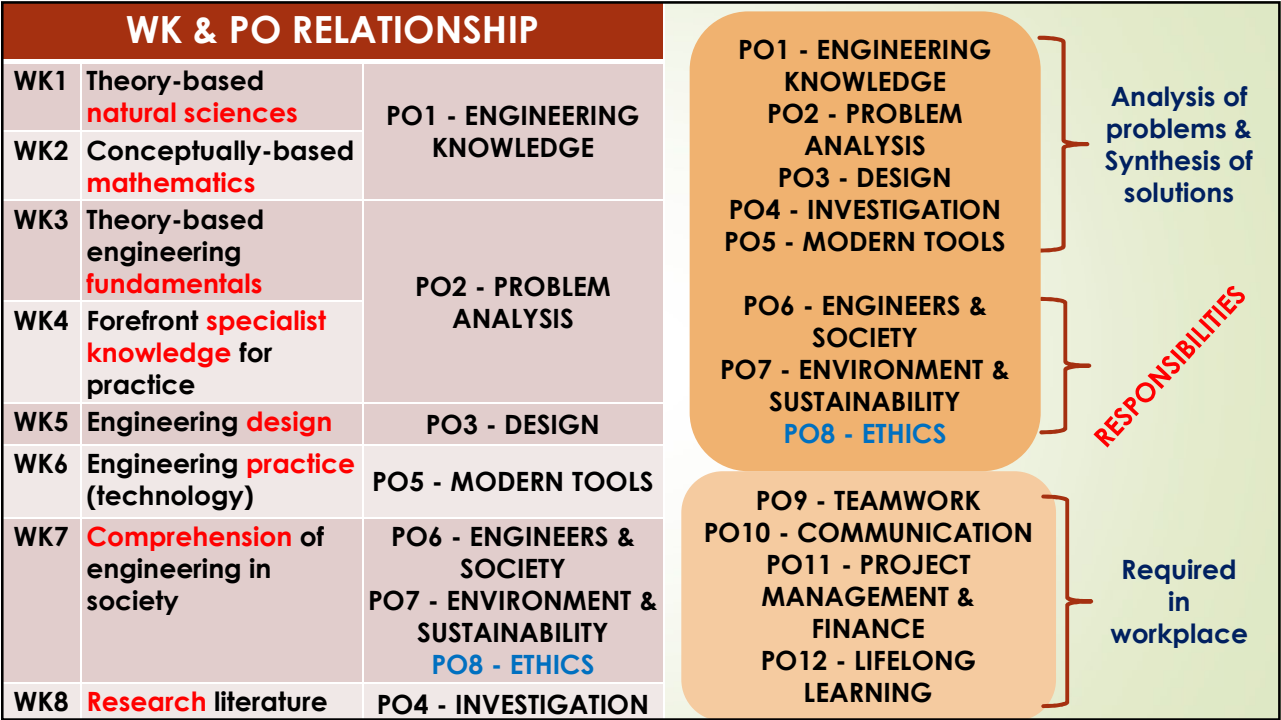 WK & PO RELATIONSHIP
WK1 Theory-based
natural sciences
WK2 Conceptually-based
mathematics
PO1 - ENGINEERING
KNOWLEDGE
WK3 Theory-based
engineering
fundamentals
WK4 Forefront specialist
knowledge for
practice
PO2 - PROBLEM
ANALYSIS
WK5 Engineering design
PO3 - DESIGN
WK6 Engineering practice
(technology)
PO5 - MODERN TOOLS
WK7 Comprehension of
engineering in
society
PO6 - ENGINEERS &
SOCIETY
PO7 - ENVIRONMENT &
SUSTAINABILITY
PO8 - ETHICS
WK8 Research literature
PO4 - INVESTIGATION
PO1 - ENGINEERING
KNOWLEDGE
PO2 - PROBLEM
ANALYSIS
PO3 - DESIGN
PO4 - INVESTIGATION
PO5 - MODERN TOOLS
Analysis of
problems &
Synthesis of
solutions
PO6 - ENGINEERS &
SOCIETY
PO7 - ENVIRONMENT &
SUSTAINABILITY
PO8 - ETHICS
RESPONSIBILITIES
PO9 - TEAMWORK
PO10 - COMMUNICATION
PO11 - PROJECT
MANAGEMENT &
FINANCE
PO12 - LIFELONG
LEARNING
Required
in
workplace